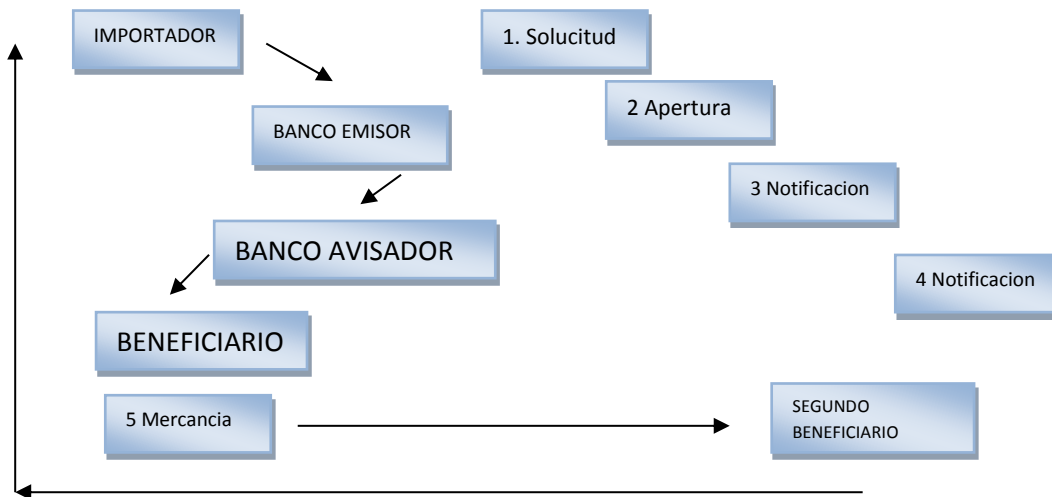 IMPORTADOR
1. Solucitud
2 Apertura
BANCO EMISOR
3 Notificacion
BANCO AVISADOR
4 Notificacion
BENEFICIARIO
5 Mercancia
SEGUNDO
BENEFICIARIO